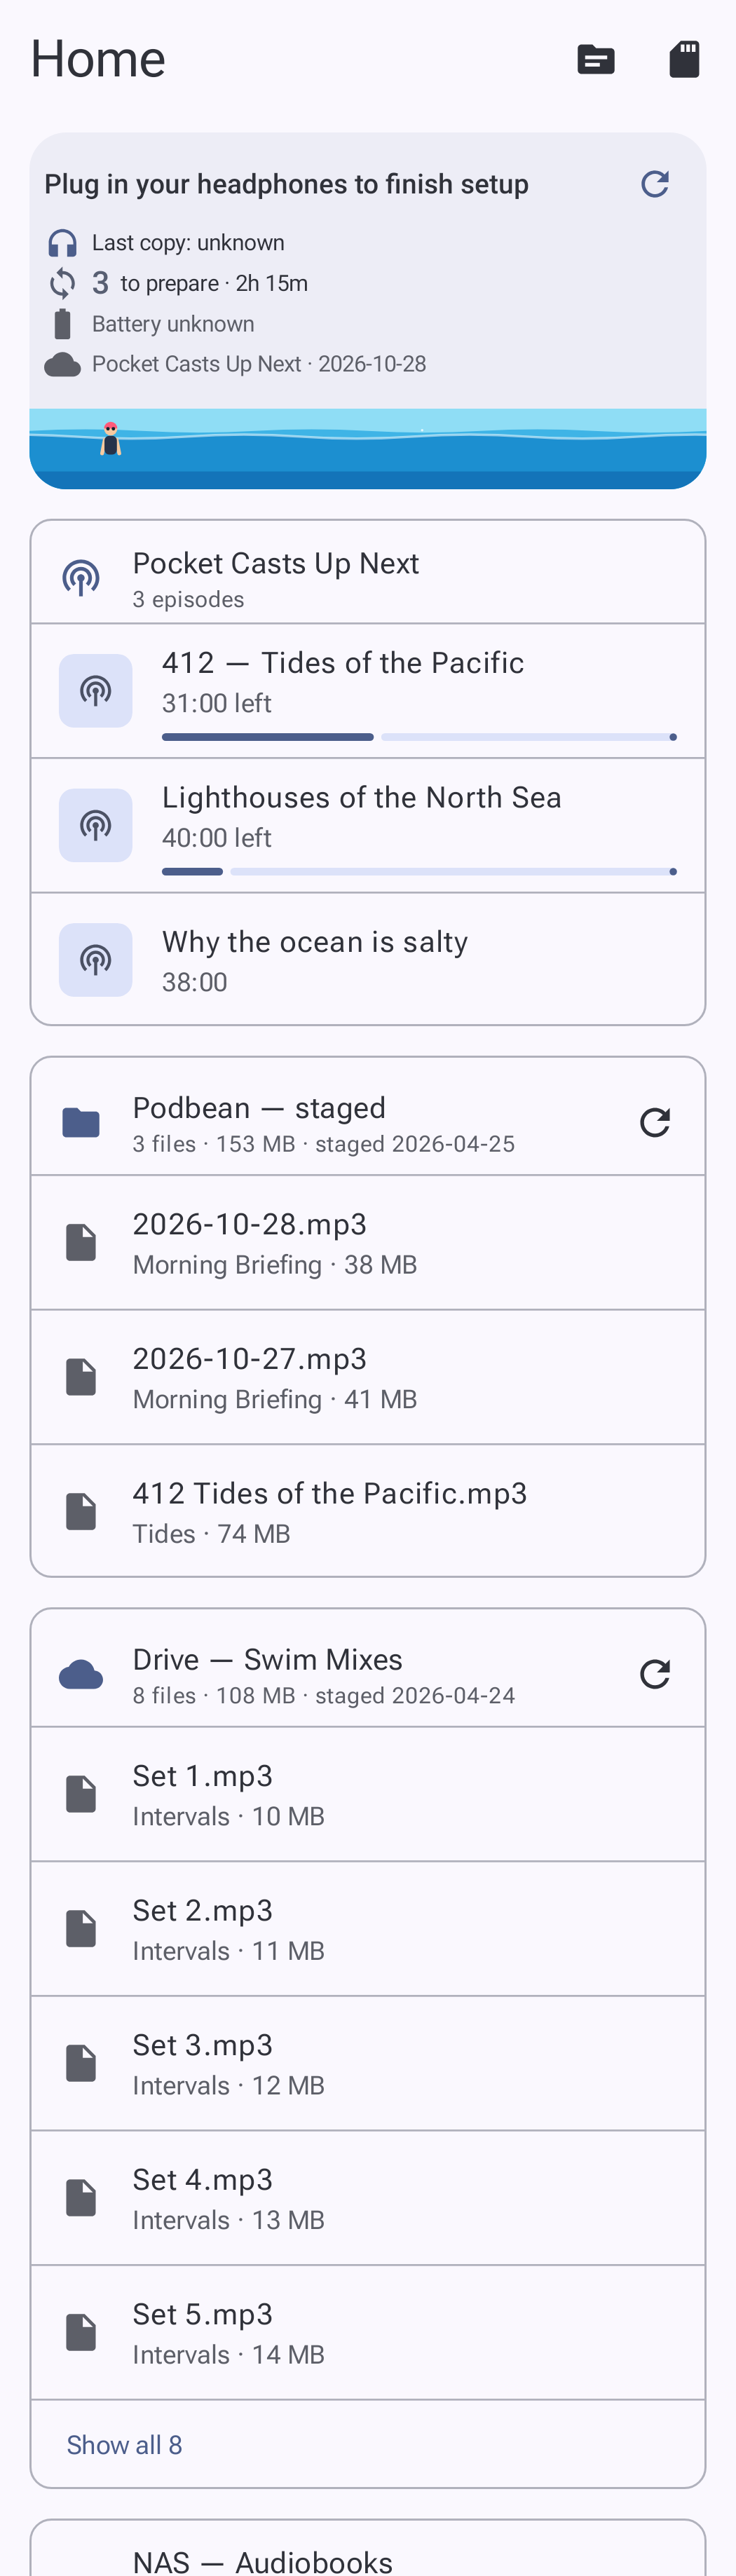 Home
Plug in your headphones to finish setup
Last copy: unknown
3 to prepare · 2h 15m
Battery unknown
Pocket Casts Up Next · 2026-10-28
Pocket Casts Up Next
3 episodes
412 — Tides of the Pacific
31:00 left
Lighthouses of the North Sea
40:00 left
Why the ocean is salty
38:00
Podbean — staged
3 files · 153 MB · staged 2026-04-25
2026-10-28.mp3
Morning Briefing · 38 MB
2026-10-27.mp3
Morning Briefing · 41 MB
412 Tides of the Pacific.mp3
Tides · 74 MB
Drive — Swim Mixes
8 files · 108 MB · staged 2026-04-24
Set 1.mp3
Intervals · 10 MB
Set 2.mp3
Intervals · 11 MB
Set 3.mp3
Intervals · 12 MB
Set 4.mp3
Intervals · 13 MB
Set 5.mp3
Intervals · 14 MB
Show all 8
NAS — Audiobooks